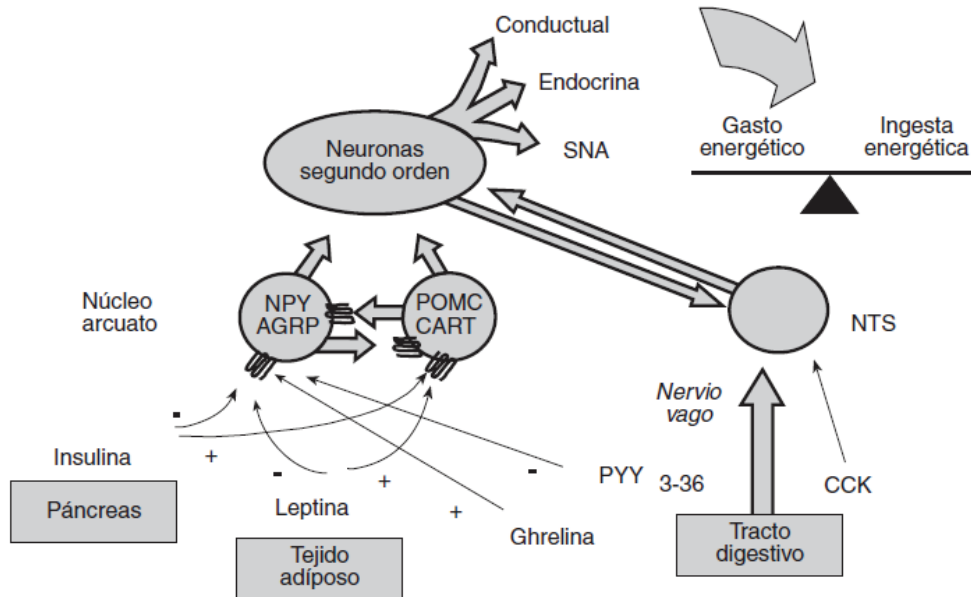 Conductual
Endocrina
SNA
Neuronas
segundo orden
Gasto
energético
Ingesta
energética
Núcleo
arcuato
NPY
AGRP
POMC
CART
NTS
Nervio
vago
-
+
-
+
+
-
Insulina
Páncreas
Leptina
Tejido
adíposo
Ghrelina
PYY 3-36
CCK
Tracto
digestivo